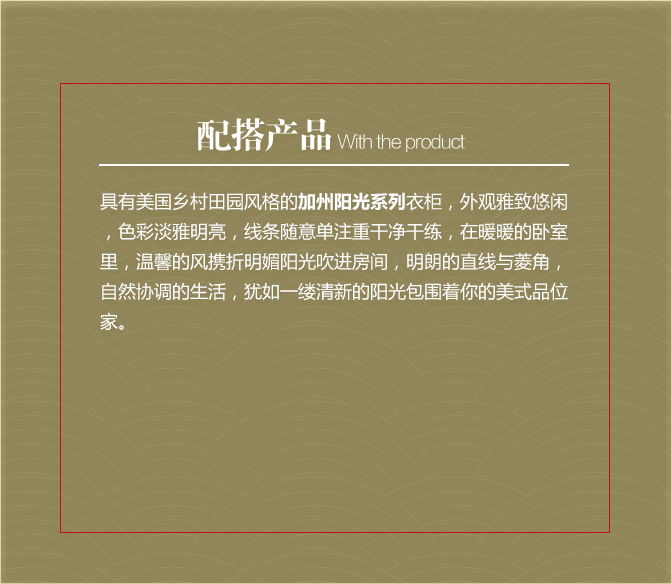 配搭产品 With the product
具有美国乡村田园风格的加州阳光系列衣柜，外观雅致悠闲
，色彩淡雅明亮，线条随意单注重干净干练，在暖暖的卧室
里，温馨的风携折明媚阳光吹进房间，明朗的直线与菱角，
自然协调的生活，犹如一缕清新的阳光包围着你的美式品位
家。